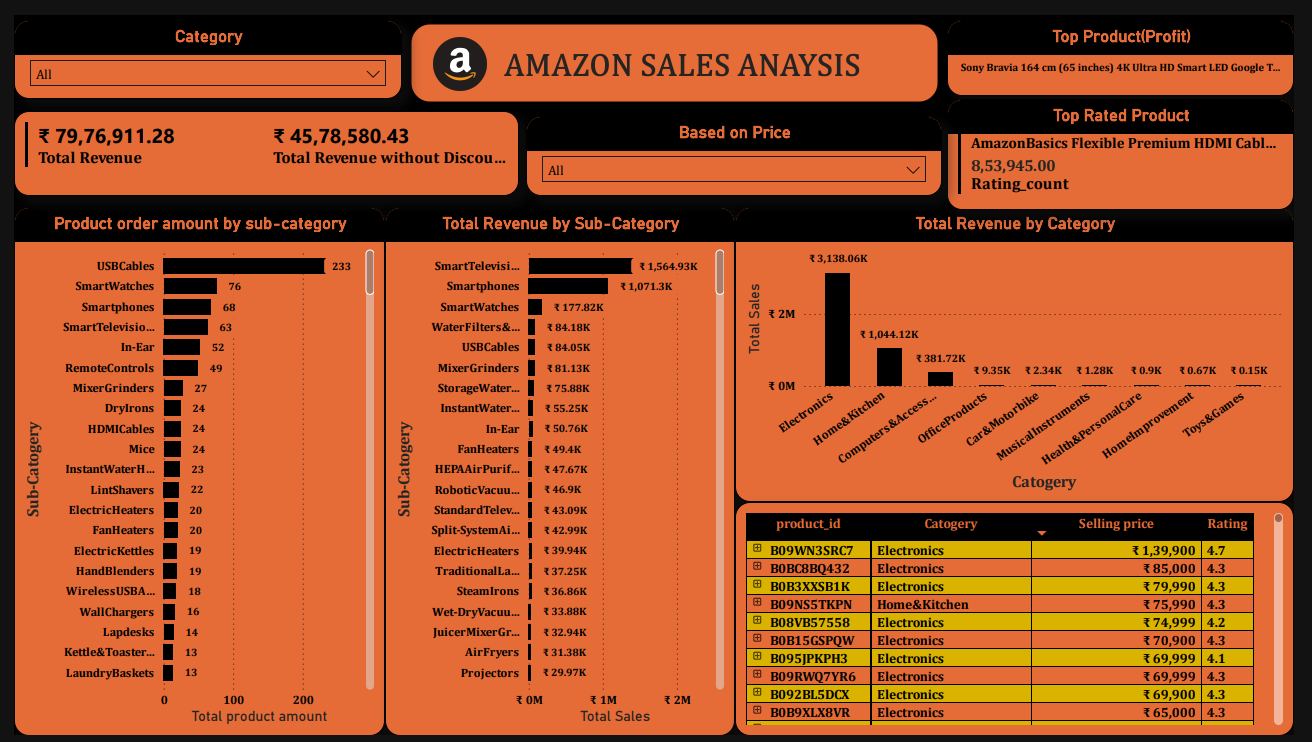 Category
All
a
AMAZON SALES ANAYSIS
Top Product(Profit)
Sony Bravia 164 cm (65 inches) 4K Ultra HD Smart LED Google T...
₹ 79,76,911.28
Total Revenue
₹ 45,78,580.43
Total Revenue without Discou...
Based on Price
All
Top Rated Product
AmazonBasics Flexible Premium HDMI Cabl...
8,53,945.00
Rating_count
Product order amount by sub-category
Sub-Catogery
USBCables 233
SmartWatches 76
Smartphones 68
SmartTelevisio... 63
In-Ear 52
RemoteControls 49
MixerGrinders 27
DryIrons 24
HDMICables 24
Mice 24
InstantWaterH... 23
LintShavers 22
ElectricHeaters 20
FanHeaters 20
ElectricKettles 19
HandBlenders 19
WirelessUSBA... 18
WallChargers 16
Lapdesks 14
Kettle&Toaster... 13
LaundryBaskets 13
0 100 200
Total product amount
Total Revenue by Sub-Category
Sub-Catogery
SmartTelevisi... ₹ 1,564.93K
Smartphones ₹ 1,071.3K
SmartWatches ₹ 177.82K
WaterFilters&... ₹ 84.18K
USBCables ₹ 84.05K
MixerGrinders ₹ 81.13K
StorageWater... ₹ 75.88K
InstantWater... ₹ 55.25K
In-Ear ₹ 50.76K
FanHeaters ₹ 49.4K
HEPAAirPurif... ₹ 47.67K
RoboticVacuu... ₹ 46.9K
StandardTelev... ₹ 43.09K
Split-SystemAi... ₹ 42.99K
ElectricHeaters ₹ 39.94K
TraditionalLa... ₹ 37.25K
SteamIrons ₹ 36.86K
Wet-DryVacuu... ₹ 33.88K
JuicerMixerGr... ₹ 32.94K
AirFryers ₹ 31.38K
Projectors ₹ 29.97K
₹ 0M ₹ 1M ₹ 2M
Total Sales
Total Revenue by Category
Total Sales
₹ 2M
₹ 0M
₹ 3,138.06K
₹ 1,044.12K
₹ 381.72K
₹ 9.35K
₹ 2.34K
₹ 1.28K
₹ 0.9K
₹ 0.67K
₹ 0.15K
Electronics
Home&Kitchen
Computers&Access...
OfficeProducts
Car&Motorbike
MusicalInstruments
Health&PersonalCare
HomeImprovement
Toys&Games
Catogery
product_id Catogery Selling price Rating
B09WN3SRC7 Electronics ₹ 1,39,900 4.7
B0BC8BQ432 Electronics ₹ 85,000 4.3
B0B3XXSB1K Electronics ₹ 79,990 4.3
B09NS5TKPN Home&Kitchen ₹ 75,990 4.3
B08VB57558 Electronics ₹ 74,999 4.2
B0B15GSPQW Electronics ₹ 70,900 4.3
B095JPKPH3 Electronics ₹ 69,999 4.1
B09RWQ7YR6 Electronics ₹ 69,999 4.3
B092BL5DCX Electronics ₹ 69,900 4.3
B0B9XLX8VR Electronics ₹ 65,000 4.3